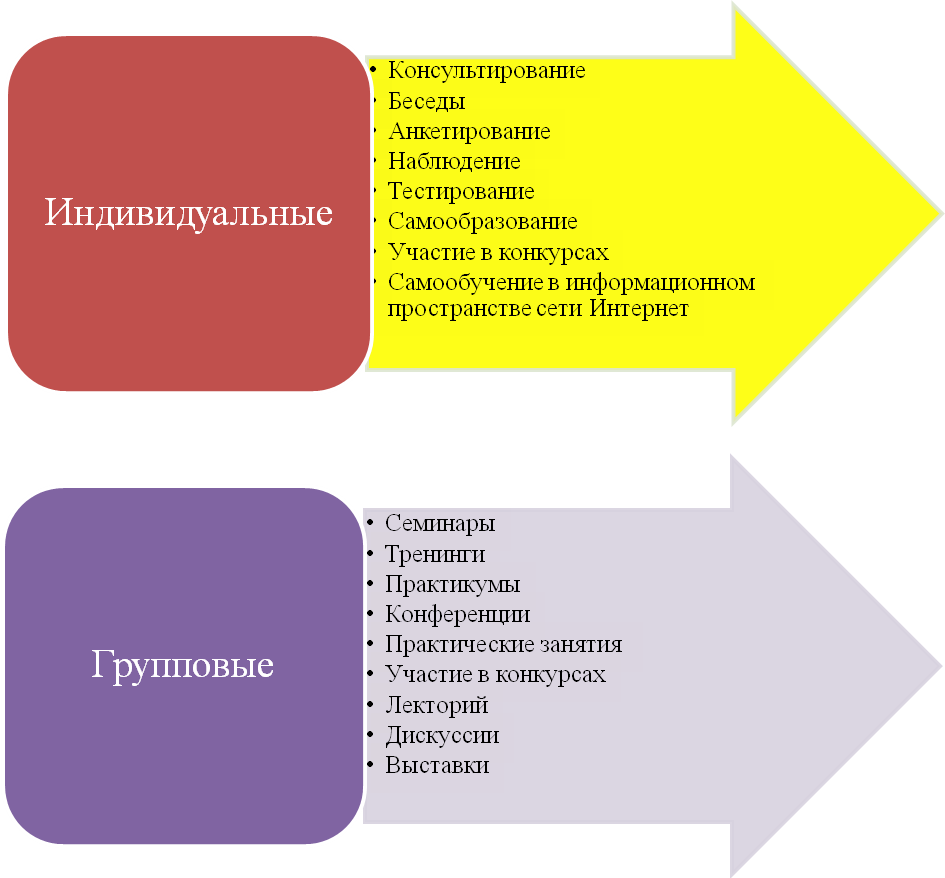 Индивидуальные
• Консультирование
• Беседы
• Анкетирование
• Наблюдение
• Тестирование
• Самообразование
• Участие в конкурсах
• Самообучение в информационном
пространстве сети Интернет
Групповые
• Семинары
• Тренинги
• Практикумы
• Конференции
• Практические занятия
• Участие в конкурсах
• Лекторий
• Дискуссии
• Выставки